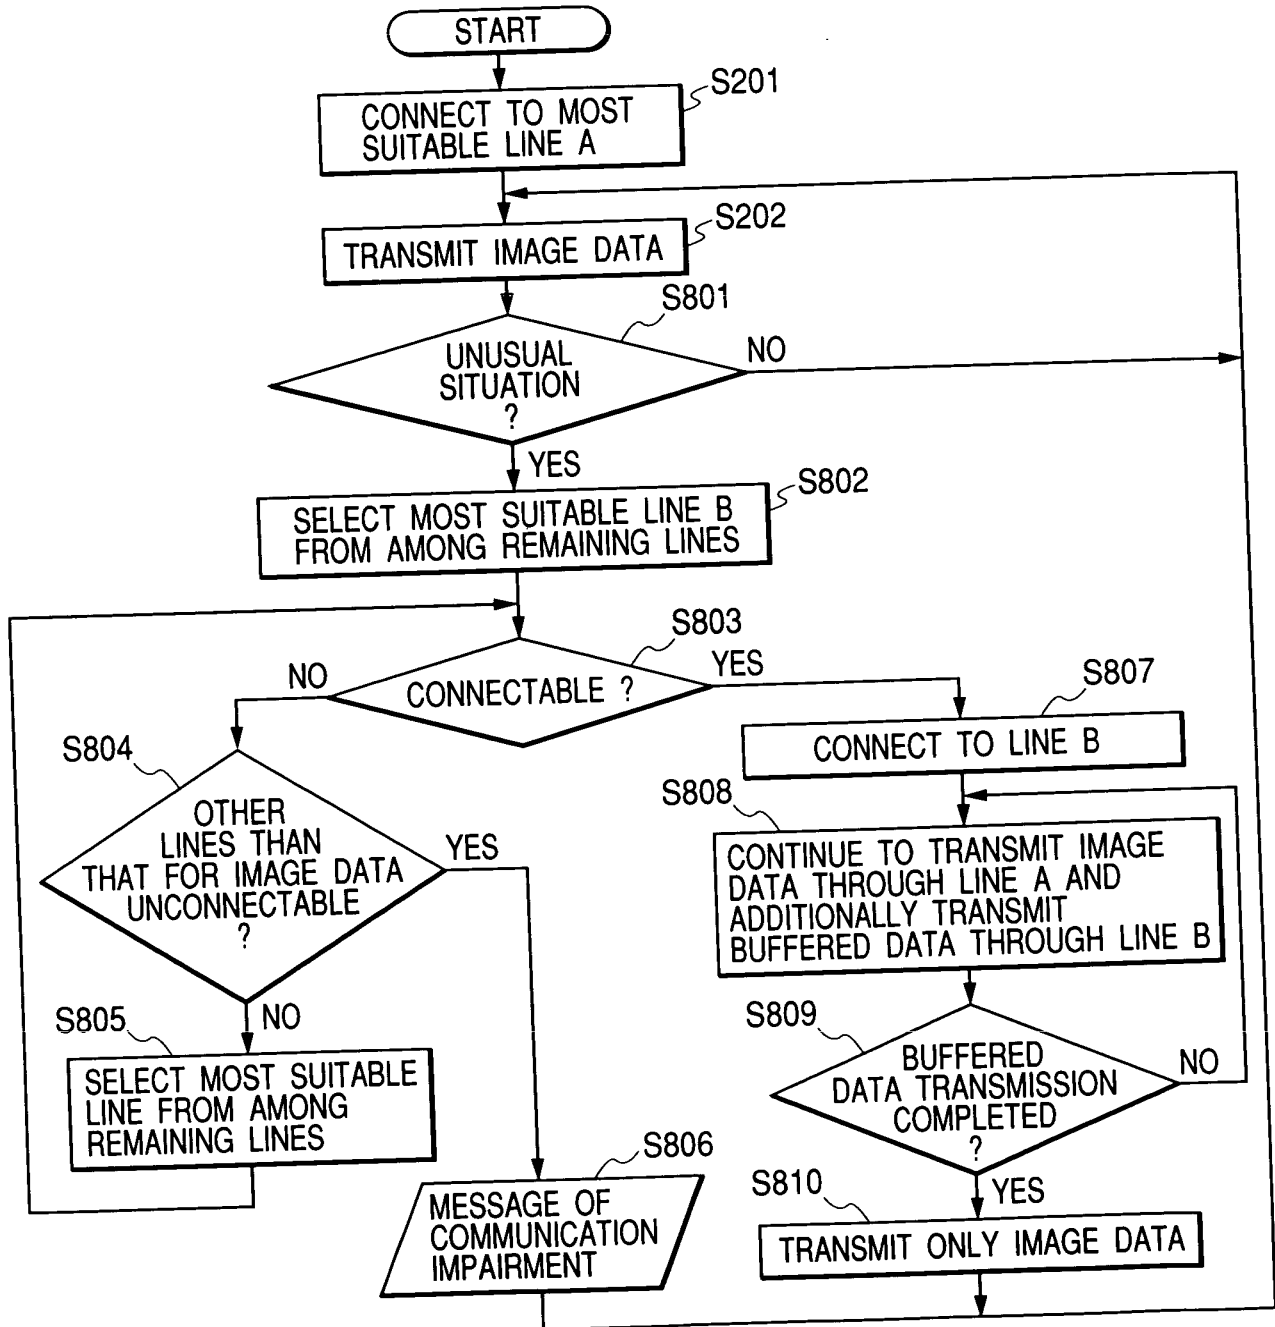 START
S201
CONNECT TO MOST
SUITABLE LINE A
S202
TRANSMIT IMAGE DATA
S801
UNUSUAL
SITUATION
?
NO
YES
S802
SELECT MOST SUITABLE LINE B
FROM AMONG REMAINING LINES
S803
CONNECTABLE ?
NO
YES
S804
OTHER
LINES THAN
THAT FOR IMAGE DATA
UNCONNECTABLE
?
YES
NO
S805
SELECT MOST SUITABLE
LINE FROM AMONG
REMAINING LINES
S806
MESSAGE OF
COMMUNICATION
IMPAIRMENT
S807
CONNECT TO LINE B
S808
CONTINUE TO TRANSMIT IMAGE
DATA THROUGH LINE A AND
ADDITIONALLY TRANSMIT
BUFFERED DATA THROUGH LINE B
S809
BUFFERED
DATA TRANSMISSION
COMPLETED
?
NO
YES
S810
TRANSMIT ONLY IMAGE DATA